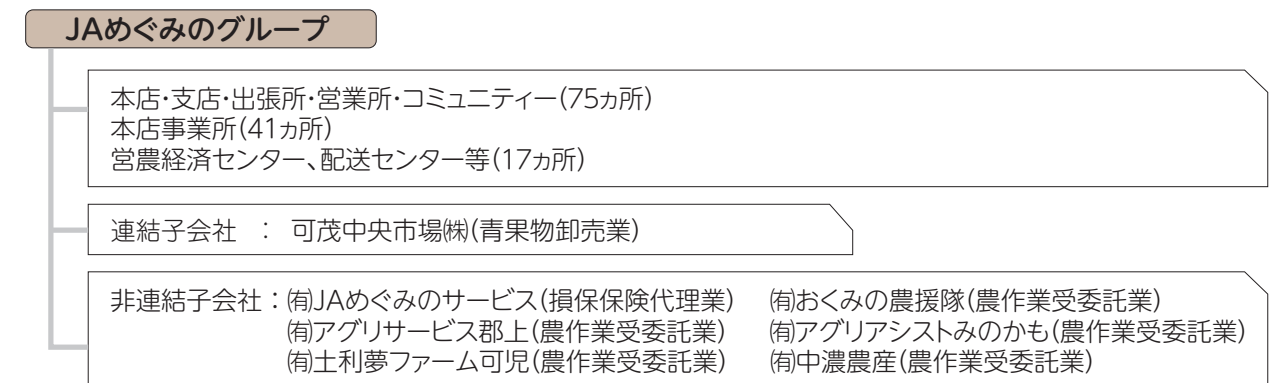 JAめぐみのグループ
本店・支店・出張所・営業所・コミュニティー(75ヵ所)
本店事業所(41ヵ所)
営農経済センター、配送センター等(17ヵ所)
連結子会社 : 可茂中央市場㈱(青果物卸売業)
非連結子会社:㈲JAめぐみのサービス(損保保険代理業) ㈲おくみの農援隊(農作業受委託業)
㈲アグリサービス郡上(農作業受委託業) ㈲アグリアシストみのかも(農作業受委託業)
㈲土利夢ファーム可児(農作業受委託業) ㈲中濃農産(農作業受委託業)